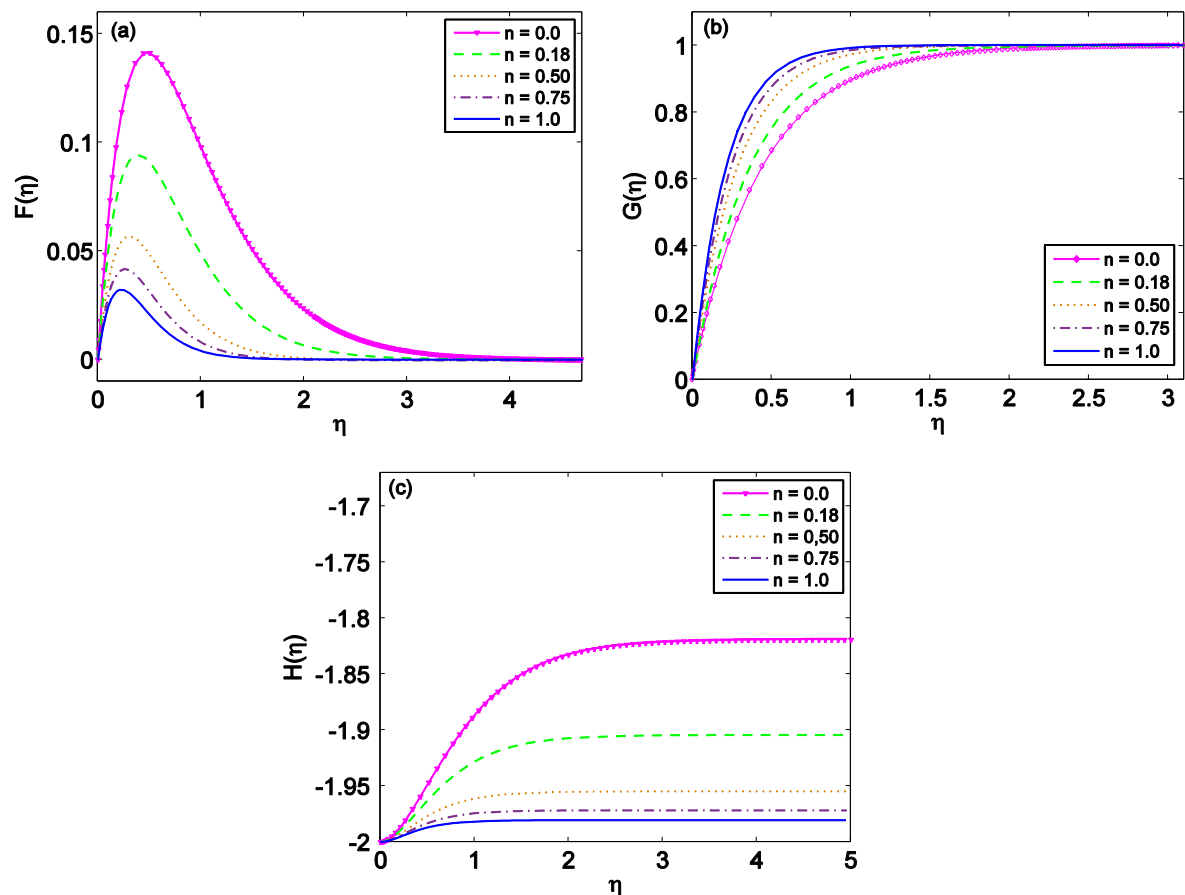 (a)
n = 0.0
n = 0.18
n = 0.50
n = 0.75
n = 1.0
0.15
0.1
0.05
0
F(η)
0
1
2
3
4
η
(b)
1
0.8
0.6
0.4
0.2
0
G(η)
n = 0.0
n = 0.18
n = 0.50
n = 0.75
n = 1.0
0
0.5
1
1.5
2
2.5
3
η
(c)
n = 0.0
n = 0.18
n = 0,50
n = 0.75
n = 1.0
-1.7
-1.75
-1.8
-1.85
-1.9
-1.95
-2
H(η)
0
1
2
3
4
5
η